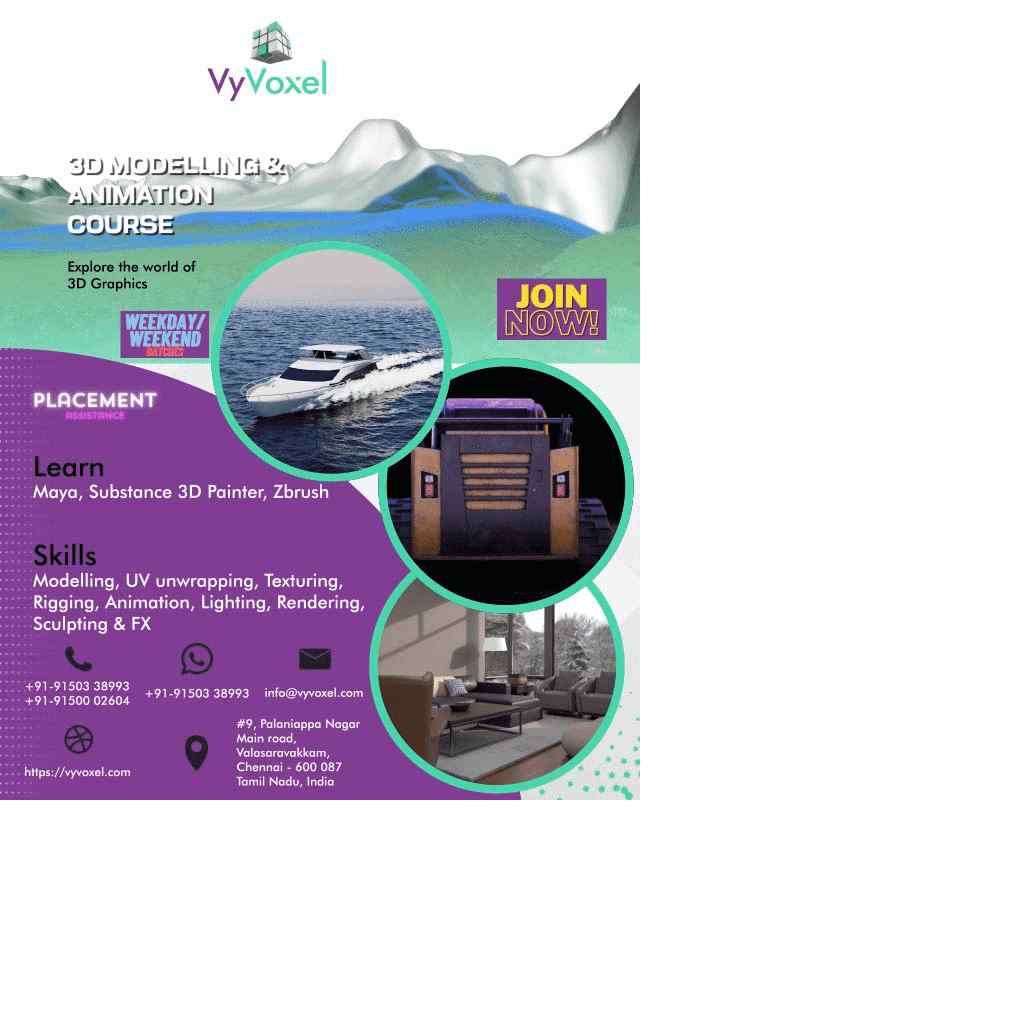 VyVoxel
3D MODELLING &
ANIMATION
COURSE
Explore the world of
3D Graphics
JOIN
NOW!
WEEKDAY/
WEEKEND
BATCHES
PLACEMENT
ASSISTANCE
Learn
Maya, Substance 3D Painter, Zbrush
Skills
Modelling, UV unwrapping, Texturing,
Rigging, Animation, Lighting, Rendering,
Sculpting & FX
+91-91503 38993
+91-91500 02604
+91-91503 38993
info@vyvoxel.com
https://vyvoxel.com
#9, Palaniappa Nagar
Main road,
Valasaravakkam,
Chennai - 600 087
Tamil Nadu, India